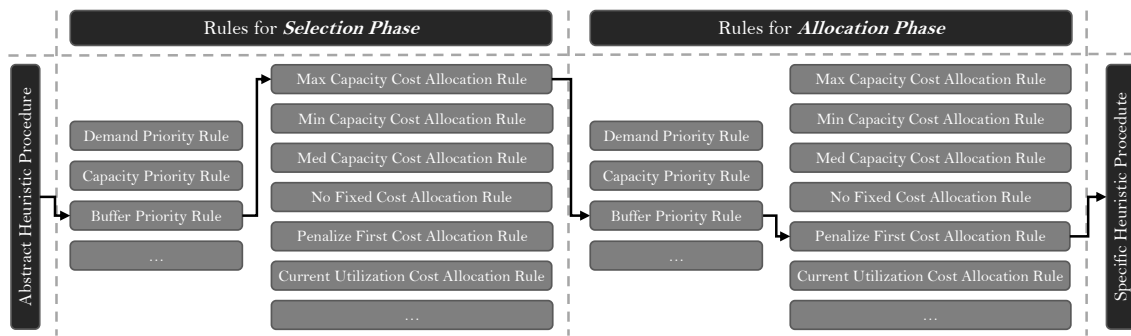 Rules for Selection Phase
Rules for Allocation Phase
Abstract Heuristic Procedure
Demand Priority Rule
Capacity Priority Rule
Buffer Priority Rule
...
Max Capacity Cost Allocation Rule
Min Capacity Cost Allocation Rule
Med Capacity Cost Allocation Rule
No Fixed Cost Allocation Rule
Penalize First Cost Allocation Rule
Current Utilization Cost Allocation Rule
...
Demand Priority Rule
Capacity Priority Rule
Buffer Priority Rule
...
Max Capacity Cost Allocation Rule
Min Capacity Cost Allocation Rule
Med Capacity Cost Allocation Rule
No Fixed Cost Allocation Rule
Penalize First Cost Allocation Rule
Current Utilization Cost Allocation Rule
...
Specific Heuristic Procedute